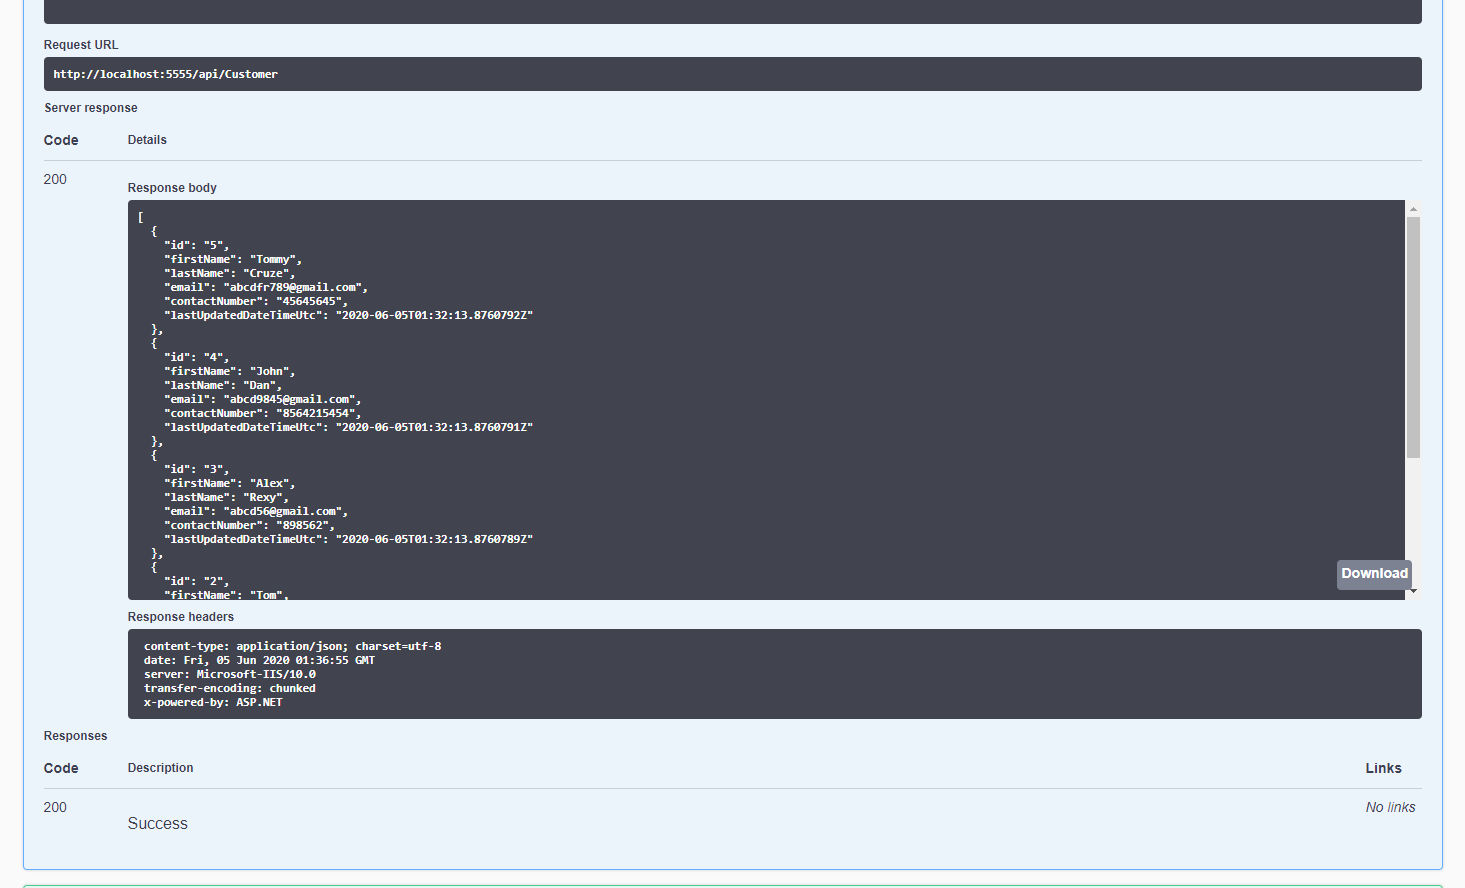 Request URL
http://localhost:5555/api/Customer
Server response
Code Details
200
Response body
[
  {
    "id": "5",
    "firstName": "Tommy",
    "lastName": "Cruze",
    "email": "abcdfr789@gmail.com",
    "contactNumber": "45645645",
    "lastUpdatedDateTimeUtc": "2020-06-05T01:32:13.8760792Z"
  },
  {
    "id": "4",
    "firstName": "John",
    "lastName": "Dan",
    "email": "abcd9845@gmail.com",
    "contactNumber": "8564215454",
    "lastUpdatedDateTimeUtc": "2020-06-05T01:32:13.8760791Z"
  },
  {
    "id": "3",
    "firstName": "Alex",
    "lastName": "Rexy",
    "email": "abcd56@gmail.com",
    "contactNumber": "898562",
    "lastUpdatedDateTimeUtc": "2020-06-05T01:32:13.8760789Z"
  },
  {
    "id": "2",
    "firstName": "Tom",
Download
Response headers
content-type: application/json; charset=utf-8
date: Fri, 05 Jun 2020 01:36:55 GMT
server: Microsoft-IIS/10.0
transfer-encoding: chunked
x-powered-by: ASP.NET
Responses
Code Description Links
200 No links
Success